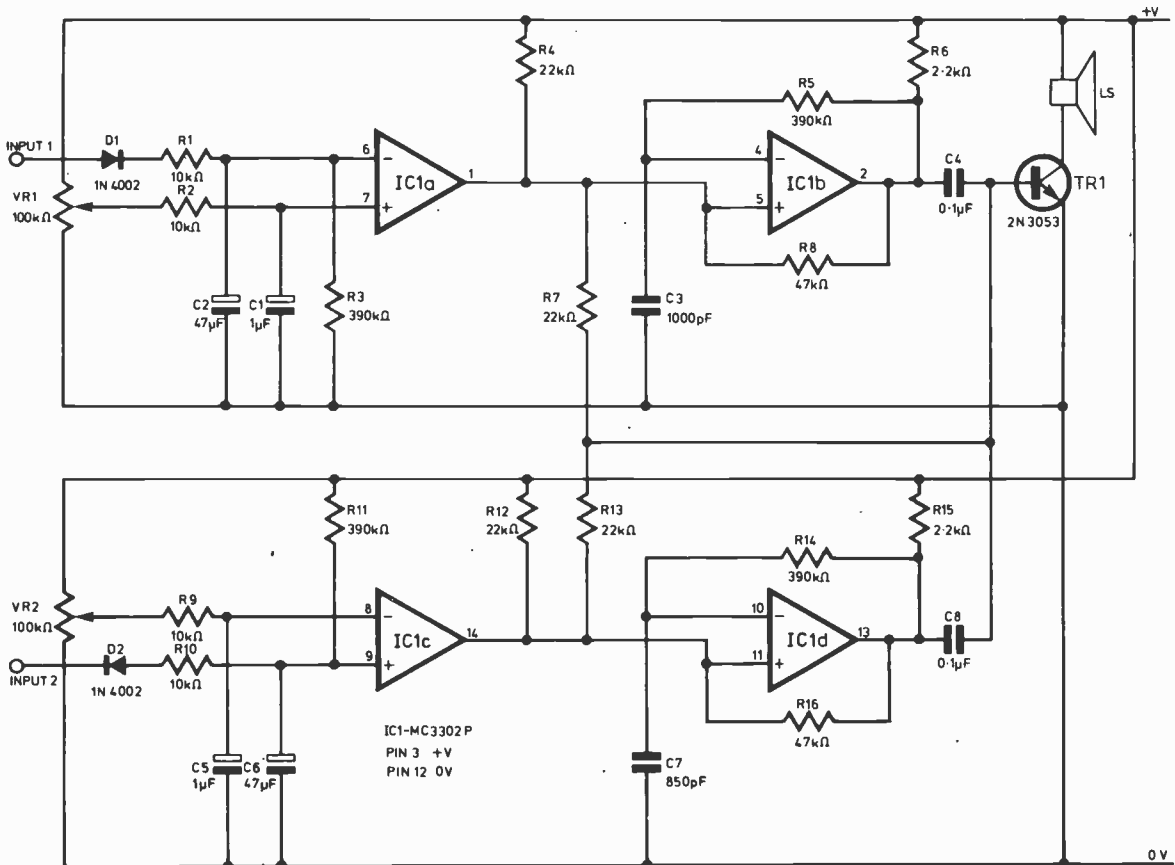 +V
R4
22kΩ
R6
2·2kΩ
R5
390kΩ
LS
INPUT 1
D1
1N 4002
R1
10kΩ
R2
10kΩ
VR1
100kΩ
6
−
7
+
IC1a
1
4
−
5
+
IC1b
2
C4
0·1µF
TR1
2N3053
R8
47kΩ
C2
47µF
C1
1µF
R3
390kΩ
R7
22kΩ
C3
1000pF
R11
390kΩ
R12
22kΩ
R13
22kΩ
R15
2·2kΩ
R14
390kΩ
VR2
100kΩ
R9
10kΩ
D2
1N 4002
R10
10kΩ
INPUT 2
8
−
9
+
IC1c
14
10
−
11
+
IC1d
13
C8
0·1µF
R16
47kΩ
IC1-MC3302P
PIN 3 +V
PIN 12 0V
C5
1µF
C6
47µF
C7
850pF
0V